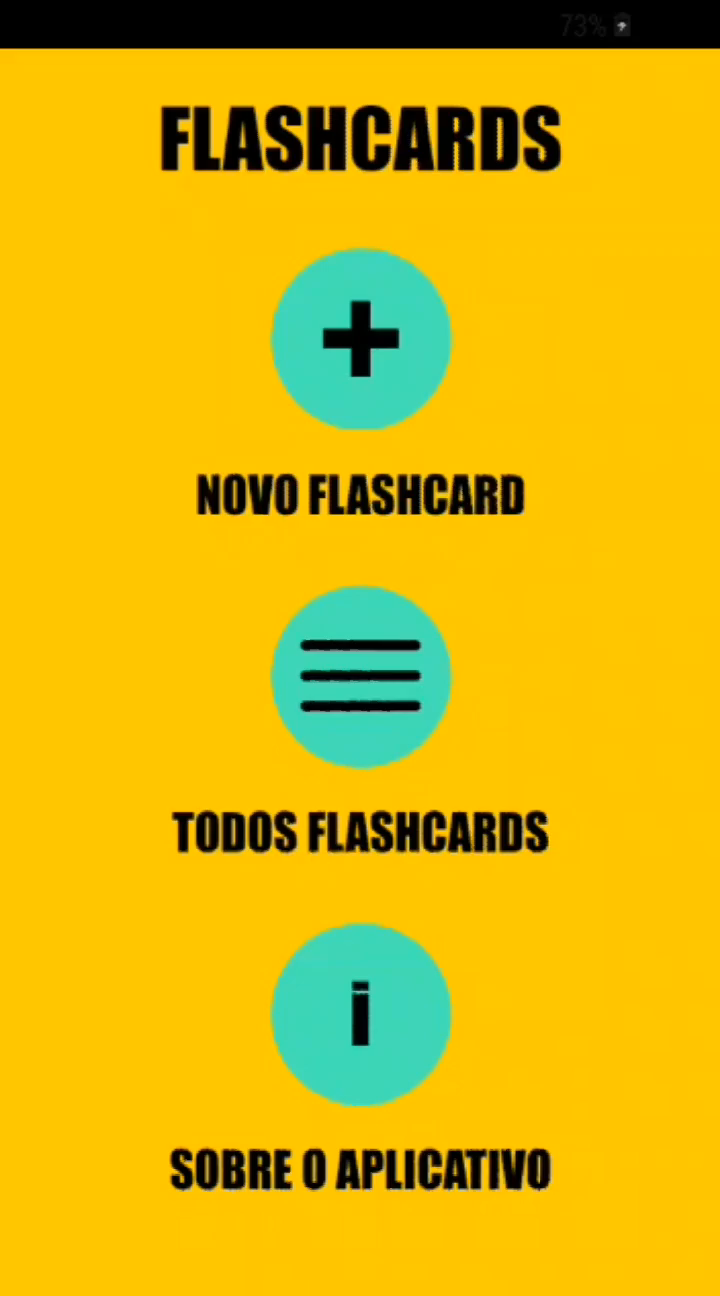 73%
FLASHCARDS
+
NOVO FLASHCARD
TODOS FLASHCARDS
i
SOBRE O APLICATIVO